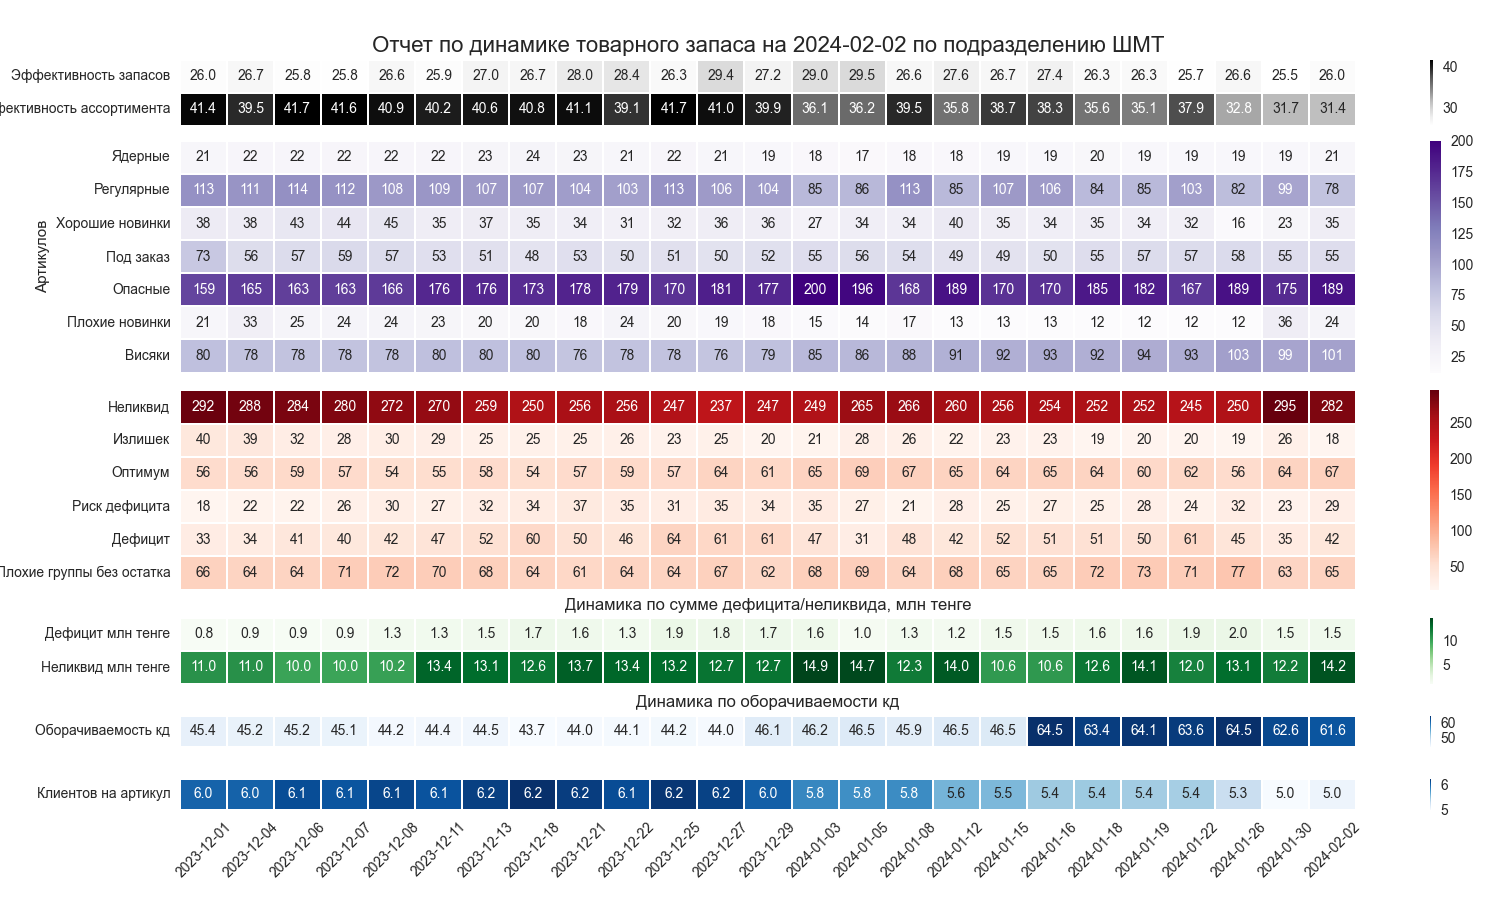 Отчет по динамике товарного запаса на 2024-02-02 по подразделению ШМТ
Эффективность запасов 26.0 26.7 25.8 25.8 26.6 25.9 27.0 26.7 28.0 28.4 26.3 29.4 27.2 29.0 29.5 26.6 27.6 26.7 27.4 26.3 26.3 25.7 26.6 25.5 26.0
фективность ассортимента 41.4 39.5 41.7 41.6 40.9 40.2 40.6 40.8 41.1 39.1 41.7 41.0 39.9 36.1 36.2 39.5 35.8 38.7 38.3 35.6 35.1 37.9 32.8 31.7 31.4
40
30
Артикулов
Ядерные 21 22 22 22 22 22 23 24 23 21 22 21 19 18 17 18 18 19 19 20 19 19 19 19 21
Регулярные 113 111 114 112 108 109 107 107 104 103 113 106 104 85 86 113 85 107 106 84 85 103 82 99 78
Хорошие новинки 38 38 43 44 45 35 37 35 34 31 32 36 36 27 34 34 40 35 34 35 34 32 16 23 35
Под заказ 73 56 57 59 57 53 51 48 53 50 51 50 52 55 56 54 49 49 50 55 57 57 58 55 55
Опасные 159 165 163 163 166 176 176 173 178 179 170 181 177 200 196 168 189 170 170 185 182 167 189 175 189
Плохие новинки 21 33 25 24 24 23 20 20 18 24 20 19 18 15 14 17 13 13 13 12 12 12 12 36 24
Висяки 80 78 78 78 78 80 80 80 76 78 78 76 79 85 86 88 91 92 93 92 94 93 103 99 101
200
175
150
125
100
75
50
25
Неликвид 292 288 284 280 272 270 259 250 256 256 247 237 247 249 265 266 260 256 254 252 252 245 250 295 282
Излишек 40 39 32 28 30 29 25 25 25 26 23 25 20 21 28 26 22 23 23 19 20 20 19 26 18
Оптимум 56 56 59 57 54 55 58 54 57 59 57 64 61 65 69 67 65 64 65 64 60 62 56 64 67
Риск дефицита 18 22 22 26 30 27 32 34 37 35 31 35 34 35 27 21 28 25 27 25 28 24 32 23 29
Дефицит 33 34 41 40 42 47 52 60 50 46 64 61 61 47 31 48 42 52 51 51 50 61 45 35 42
Плохие группы без остатка 66 64 64 71 72 70 68 64 61 64 64 67 62 68 69 64 68 65 65 72 73 71 77 63 65
250
200
150
100
50
Динамика по сумме дефицита/неликвида, млн тенге
Дефицит млн тенге 0.8 0.9 0.9 0.9 1.3 1.3 1.5 1.7 1.6 1.3 1.9 1.8 1.7 1.6 1.0 1.3 1.2 1.5 1.5 1.6 1.6 1.9 2.0 1.5 1.5
Неликвид млн тенге 11.0 11.0 10.0 10.0 10.2 13.4 13.1 12.6 13.7 13.4 13.2 12.7 12.7 14.9 14.7 12.3 14.0 10.6 10.6 12.6 14.1 12.0 13.1 12.2 14.2
10
5
Динамика по оборачиваемости кд
Оборачиваемость кд 45.4 45.2 45.2 45.1 44.2 44.4 44.5 43.7 44.0 44.1 44.2 44.0 46.1 46.2 46.5 45.9 46.5 46.5 64.5 63.4 64.1 63.6 64.5 62.6 61.6
60
50
Клиентов на артикул 6.0 6.0 6.1 6.1 6.1 6.1 6.2 6.2 6.2 6.1 6.2 6.2 6.0 5.8 5.8 5.8 5.6 5.5 5.4 5.4 5.4 5.4 5.3 5.0 5.0
6
5
2023-12-01 2023-12-04 2023-12-06 2023-12-07 2023-12-08 2023-12-11 2023-12-13 2023-12-18 2023-12-21 2023-12-22 2023-12-25 2023-12-27 2023-12-29 2024-01-03 2024-01-05 2024-01-08 2024-01-12 2024-01-15 2024-01-16 2024-01-18 2024-01-19 2024-01-22 2024-01-26 2024-01-30 2024-02-02